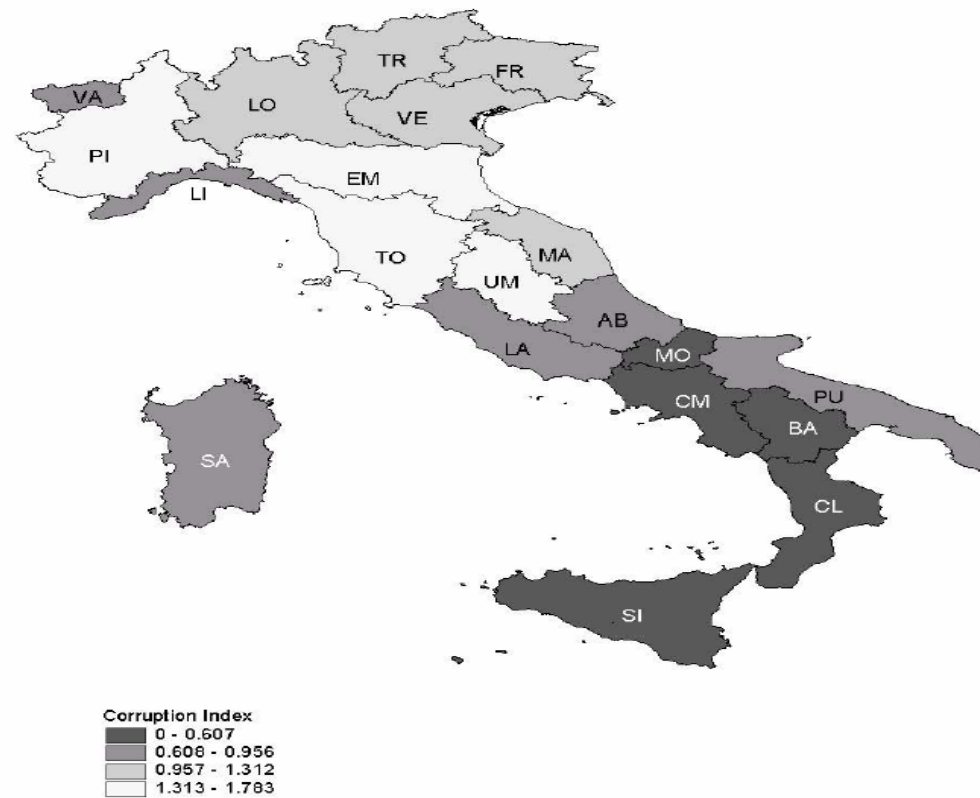 TR
FR
VA
LO
VE
PI
EM
LI
TO
MA
UM
AB
LA
MO
CM
PU
BA
SA
CL
SI
Corruption Index
0 - 0.607
0.608 - 0.956
0.957 - 1.312
1.313 - 1.783